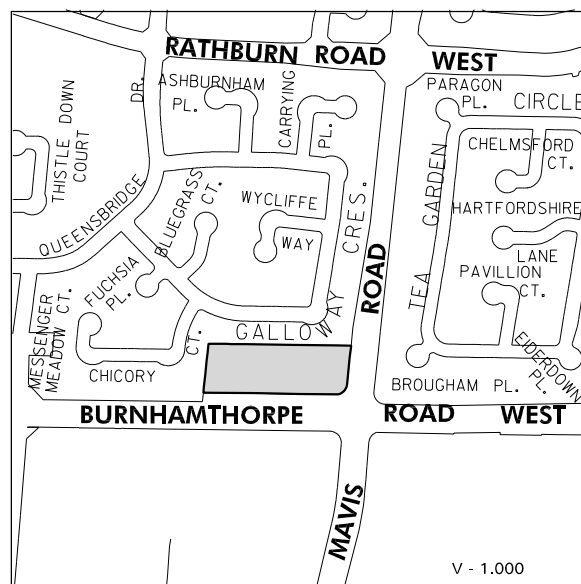 RATHBURN ROAD WEST
DR.
ASHBURNHAM
PL.
CARRYING
PL.
PARAGON
PL.
CIRCLE
THISTLE DOWN
COURT
CHELMSFORD
CT.
QUEENSBRIDGE
BLUEGRASS
CT.
WYCLIFFE
WAY
CRES.
GARDEN
TEA
HARTFORDSHIRE
LANE
PAVILLION
CT.
FUCHSIA
PL.
ROAD
MESSENGER
MEADOW CT.
CT.
CHICORY
GALLOWAY
EIDERDOWN
PL.
BROUGHAM PL.
BURNHAMTHORPE ROAD WEST
MAVIS
V - 1.000